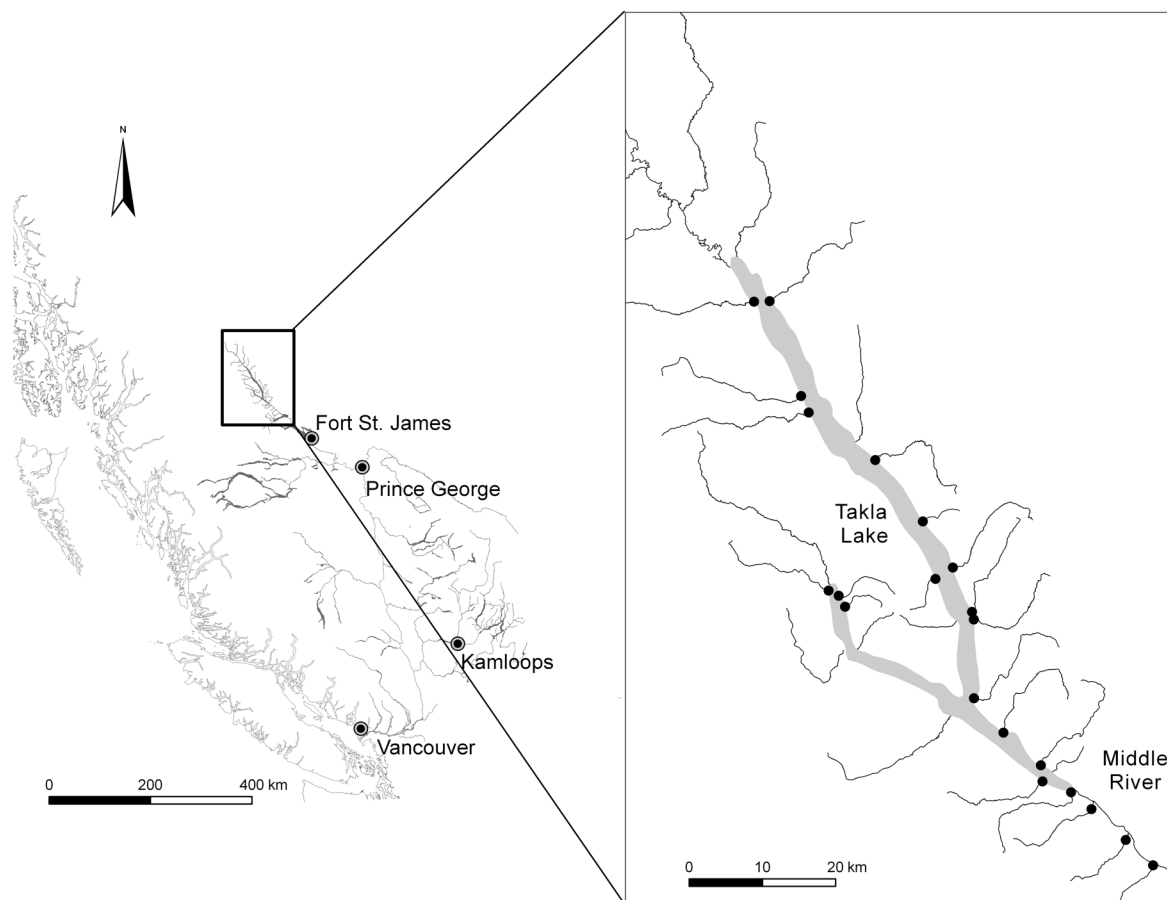 N
Fort St. James
Prince George
Kamloops
Vancouver
0 200 400 km
Takla
Lake
Middle
River
0 10 20 km